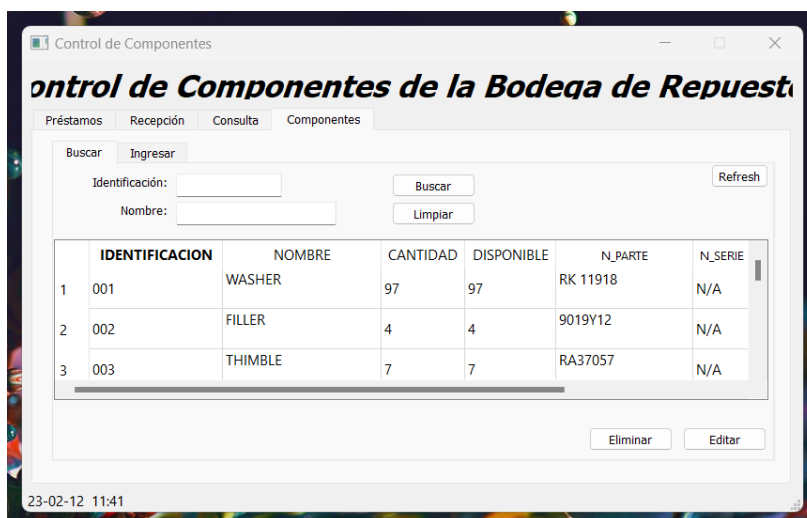 Control de Componentes
ontrol de Componentes de la Bodega de Repuest
Préstamos Recepción Consulta Componentes
Buscar Ingresar
Refresh
Identificación: Buscar
Nombre: Limpiar
IDENTIFICACION NOMBRE CANTIDAD DISPONIBLE N_PARTE N_SERIE
1 001 WASHER 97 97 RK 11918 N/A
2 002 FILLER 4 4 9019Y12 N/A
3 003 THIMBLE 7 7 RA37057 N/A
Eliminar Editar
23-02-12 11:41